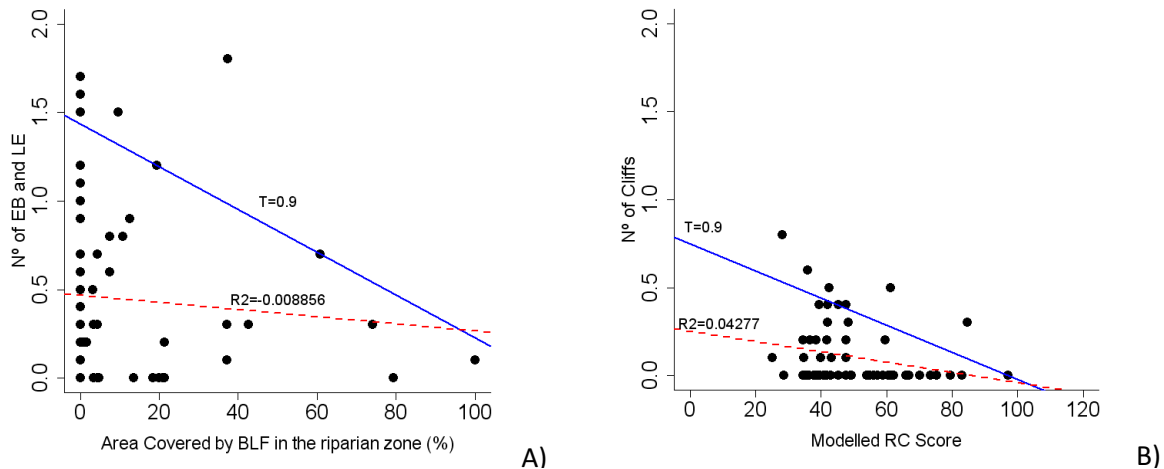 2.0
1.5
1.0
0.5
0.0
Nº of EB and LE
T=0.9
R2=-0.008856
0 20 40 60 80 100
Area Covered by BLF in the riparian zone (%)
A)
2.0
1.5
1.0
0.5
0.0
Nº of Cliffs
T=0.9
R2=0.04277
0 20 40 60 80 100 120
Modelled RC Score
B)